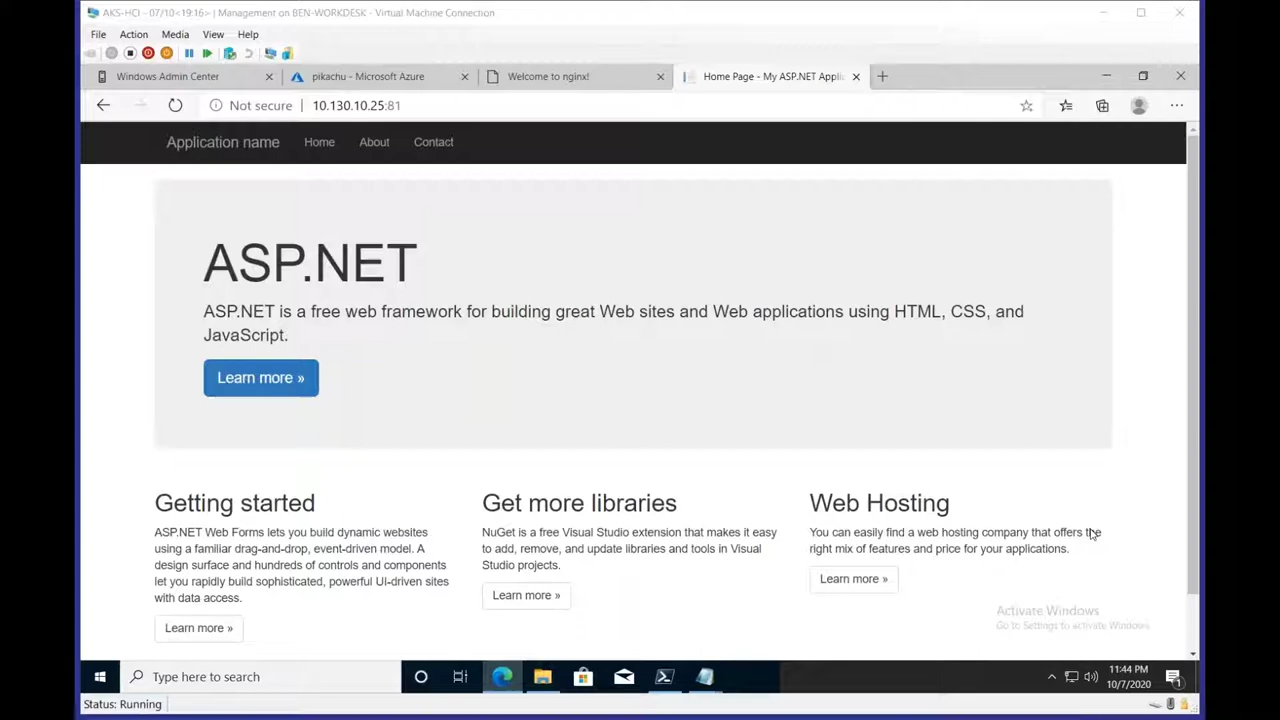 AKS-HCI - 07/10<19:16> | Management on BEN-WORKDESK - Virtual Machine Connection
File Action Media View Help
Windows Admin Center
pikachu - Microsoft Azure
Welcome to nginx!
Home Page - My ASP.NET Applic
Not secure | 10.130.10.25:81
Application name Home About Contact
ASP.NET
ASP.NET is a free web framework for building great Web sites and Web applications using HTML, CSS, and
JavaScript.
Learn more »
Getting started
ASP.NET Web Forms lets you build dynamic websites
using a familiar drag-and-drop, event-driven model. A
design surface and hundreds of controls and components
let you rapidly build sophisticated, powerful UI-driven sites
with data access.
Learn more »
Get more libraries
NuGet is a free Visual Studio extension that makes it easy
to add, remove, and update libraries and tools in Visual
Studio projects.
Learn more »
Web Hosting
You can easily find a web hosting company that offers the
right mix of features and price for your applications.
Learn more »
Activate Windows
Go to Settings to activate Windows.
Type here to search
11:44 PM
10/7/2020
1
Status: Running